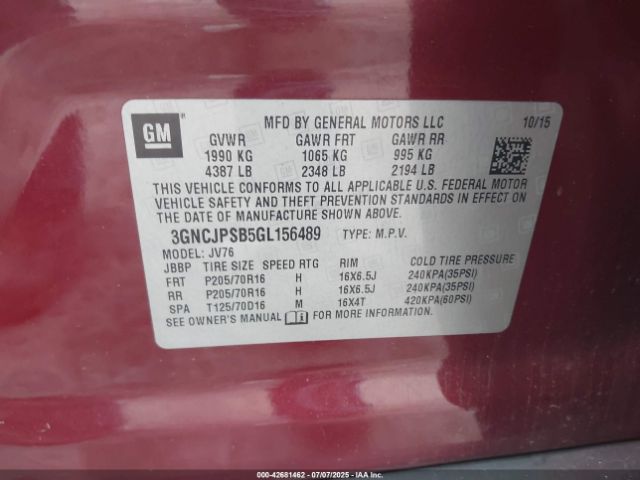 GM
MFD BY GENERAL MOTORS LLC 10/15
GVWR GAWR FRT GAWR RR
1990 KG 1065 KG 995 KG
4387 LB 2348 LB 2194 LB
THIS VEHICLE CONFORMS TO ALL APPLICABLE U.S. FEDERAL MOTOR
VEHICLE SAFETY AND THEFT PREVENTION STANDARDS IN EFFECT ON THE DATE
OF MANUFACTURE SHOWN ABOVE.
3GNCJPSB5GL156489 TYPE: M.P.V.
MODEL: JV76
JBBP TIRE SIZE SPEED RTG RIM COLD TIRE PRESSURE
FRT P205/70R16 H 16X6.5J 240KPA(35PSI)
RR P205/70R16 H 16X6.5J 240KPA(35PSI)
SPA T125/70D16 M 16X4T 420KPA(60PSI)
SEE OWNER'S MANUAL FOR MORE INFORMATION.
000-42681462 - 07/07/2025 - IAAI.com